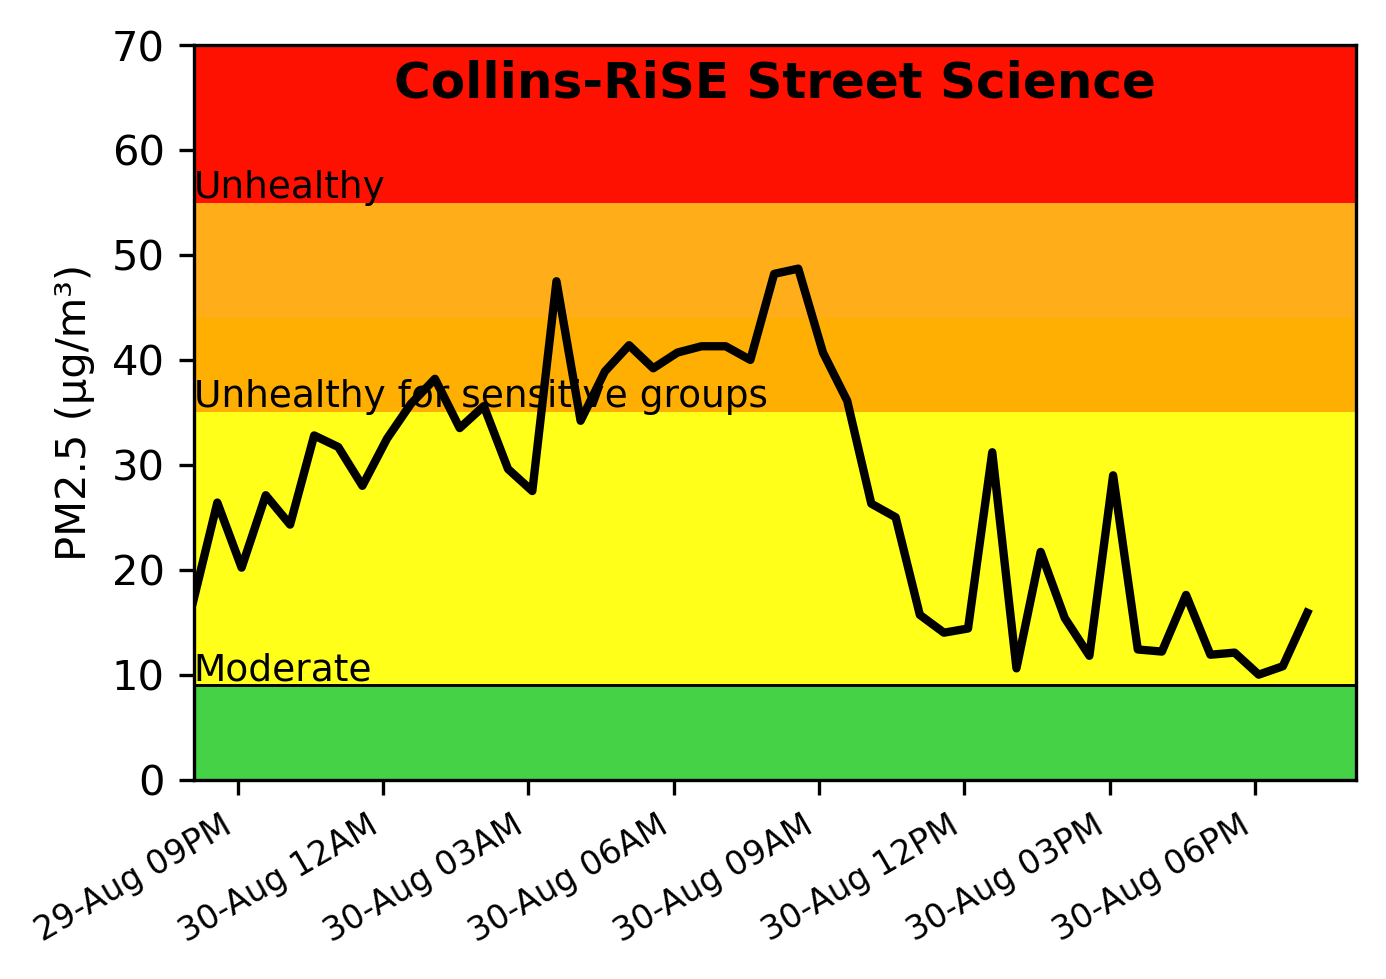 Collins-RiSE Street Science
70
60
50
40
30
20
10
0
PM2.5 (µg/m³)
Unhealthy
Unhealthy for sensitive groups
Moderate
29-Aug 09PM
30-Aug 12AM
30-Aug 03AM
30-Aug 06AM
30-Aug 09AM
30-Aug 12PM
30-Aug 03PM
30-Aug 06PM